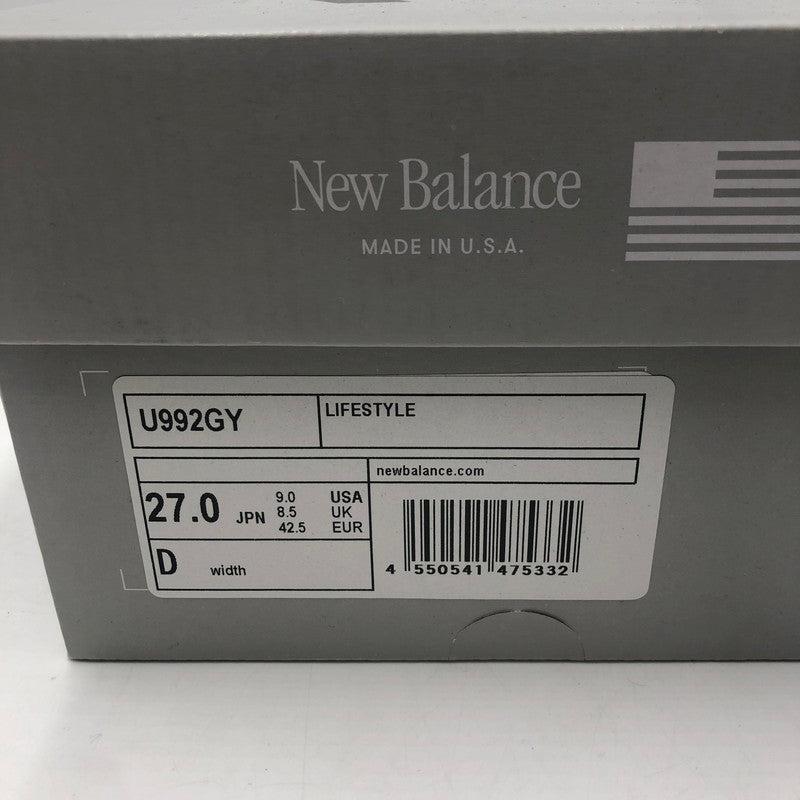 New Balance
MADE IN U.S.A.
U992GY
LIFESTYLE
newbalance.com
27.0 JPN
9.0 USA
8.5 UK
42.5 EUR
D width
4 550541 475332